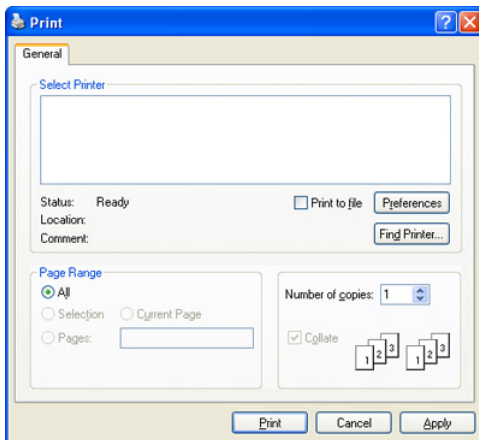 Print
General
Select Printer
Status: Ready
Print to file
Preferences
Location:
Comment:
Find Printer...
Page Range
All
Selection
Current Page
Pages:
Number of copies: 1
Collate
1 2 3 1 2 3
Print
Cancel
Apply